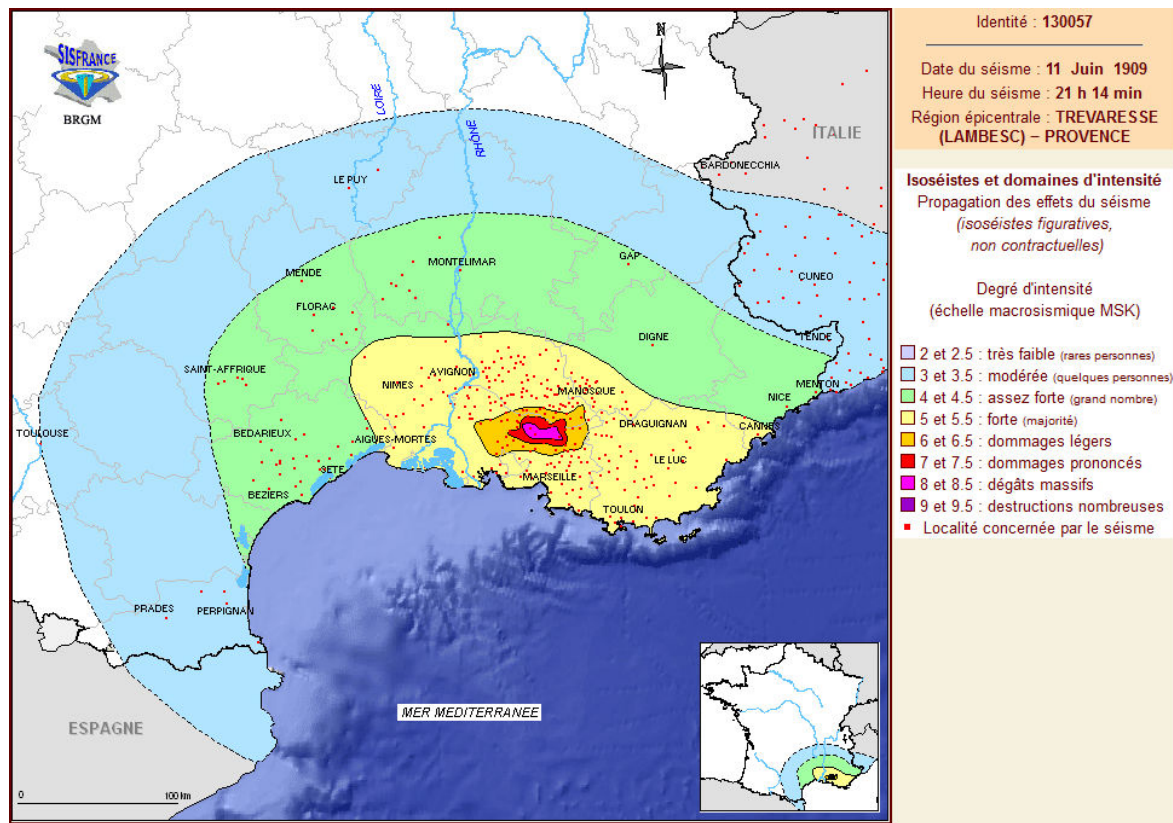 SISFRANCE
BRGM
N
LOIRE
RHÔNE
ITALIE
BARDONECCHIA
LE PUY
GAP
MONTELIMAR
MENDE
CUNEO
FLORAC
DIGNE
TENDE
SAINT-AFFRIQUE
AVIGNON
NIMES
MANOSQUE
MENTON
NICE
DRAGUIGNAN
CANNES
TOULOUSE
BEDARIEUX
AIGUES-MORTES
LE LUC
SETE
MARSEILLE
BEZIERS
TOULON
PRADES
PERPIGNAN
MER MEDITERRANEE
ESPAGNE
0 100 km
Identité : 130057
Date du séisme : 11 Juin 1909
Heure du séisme : 21 h 14 min
Région épicentrale : TREVARESSE
(LAMBESC) – PROVENCE
Isoséistes et domaines d'intensité
Propagation des effets du séisme
(isoséistes figuratives,
non contractuelles)
Degré d'intensité
(échelle macrosismique MSK)
2 et 2.5 : très faible (rares personnes)
3 et 3.5 : modérée (quelques personnes)
4 et 4.5 : assez forte (grand nombre)
5 et 5.5 : forte (majorité)
6 et 6.5 : dommages légers
7 et 7.5 : dommages prononcés
8 et 8.5 : dégâts massifs
9 et 9.5 : destructions nombreuses
Localité concernée par le séisme